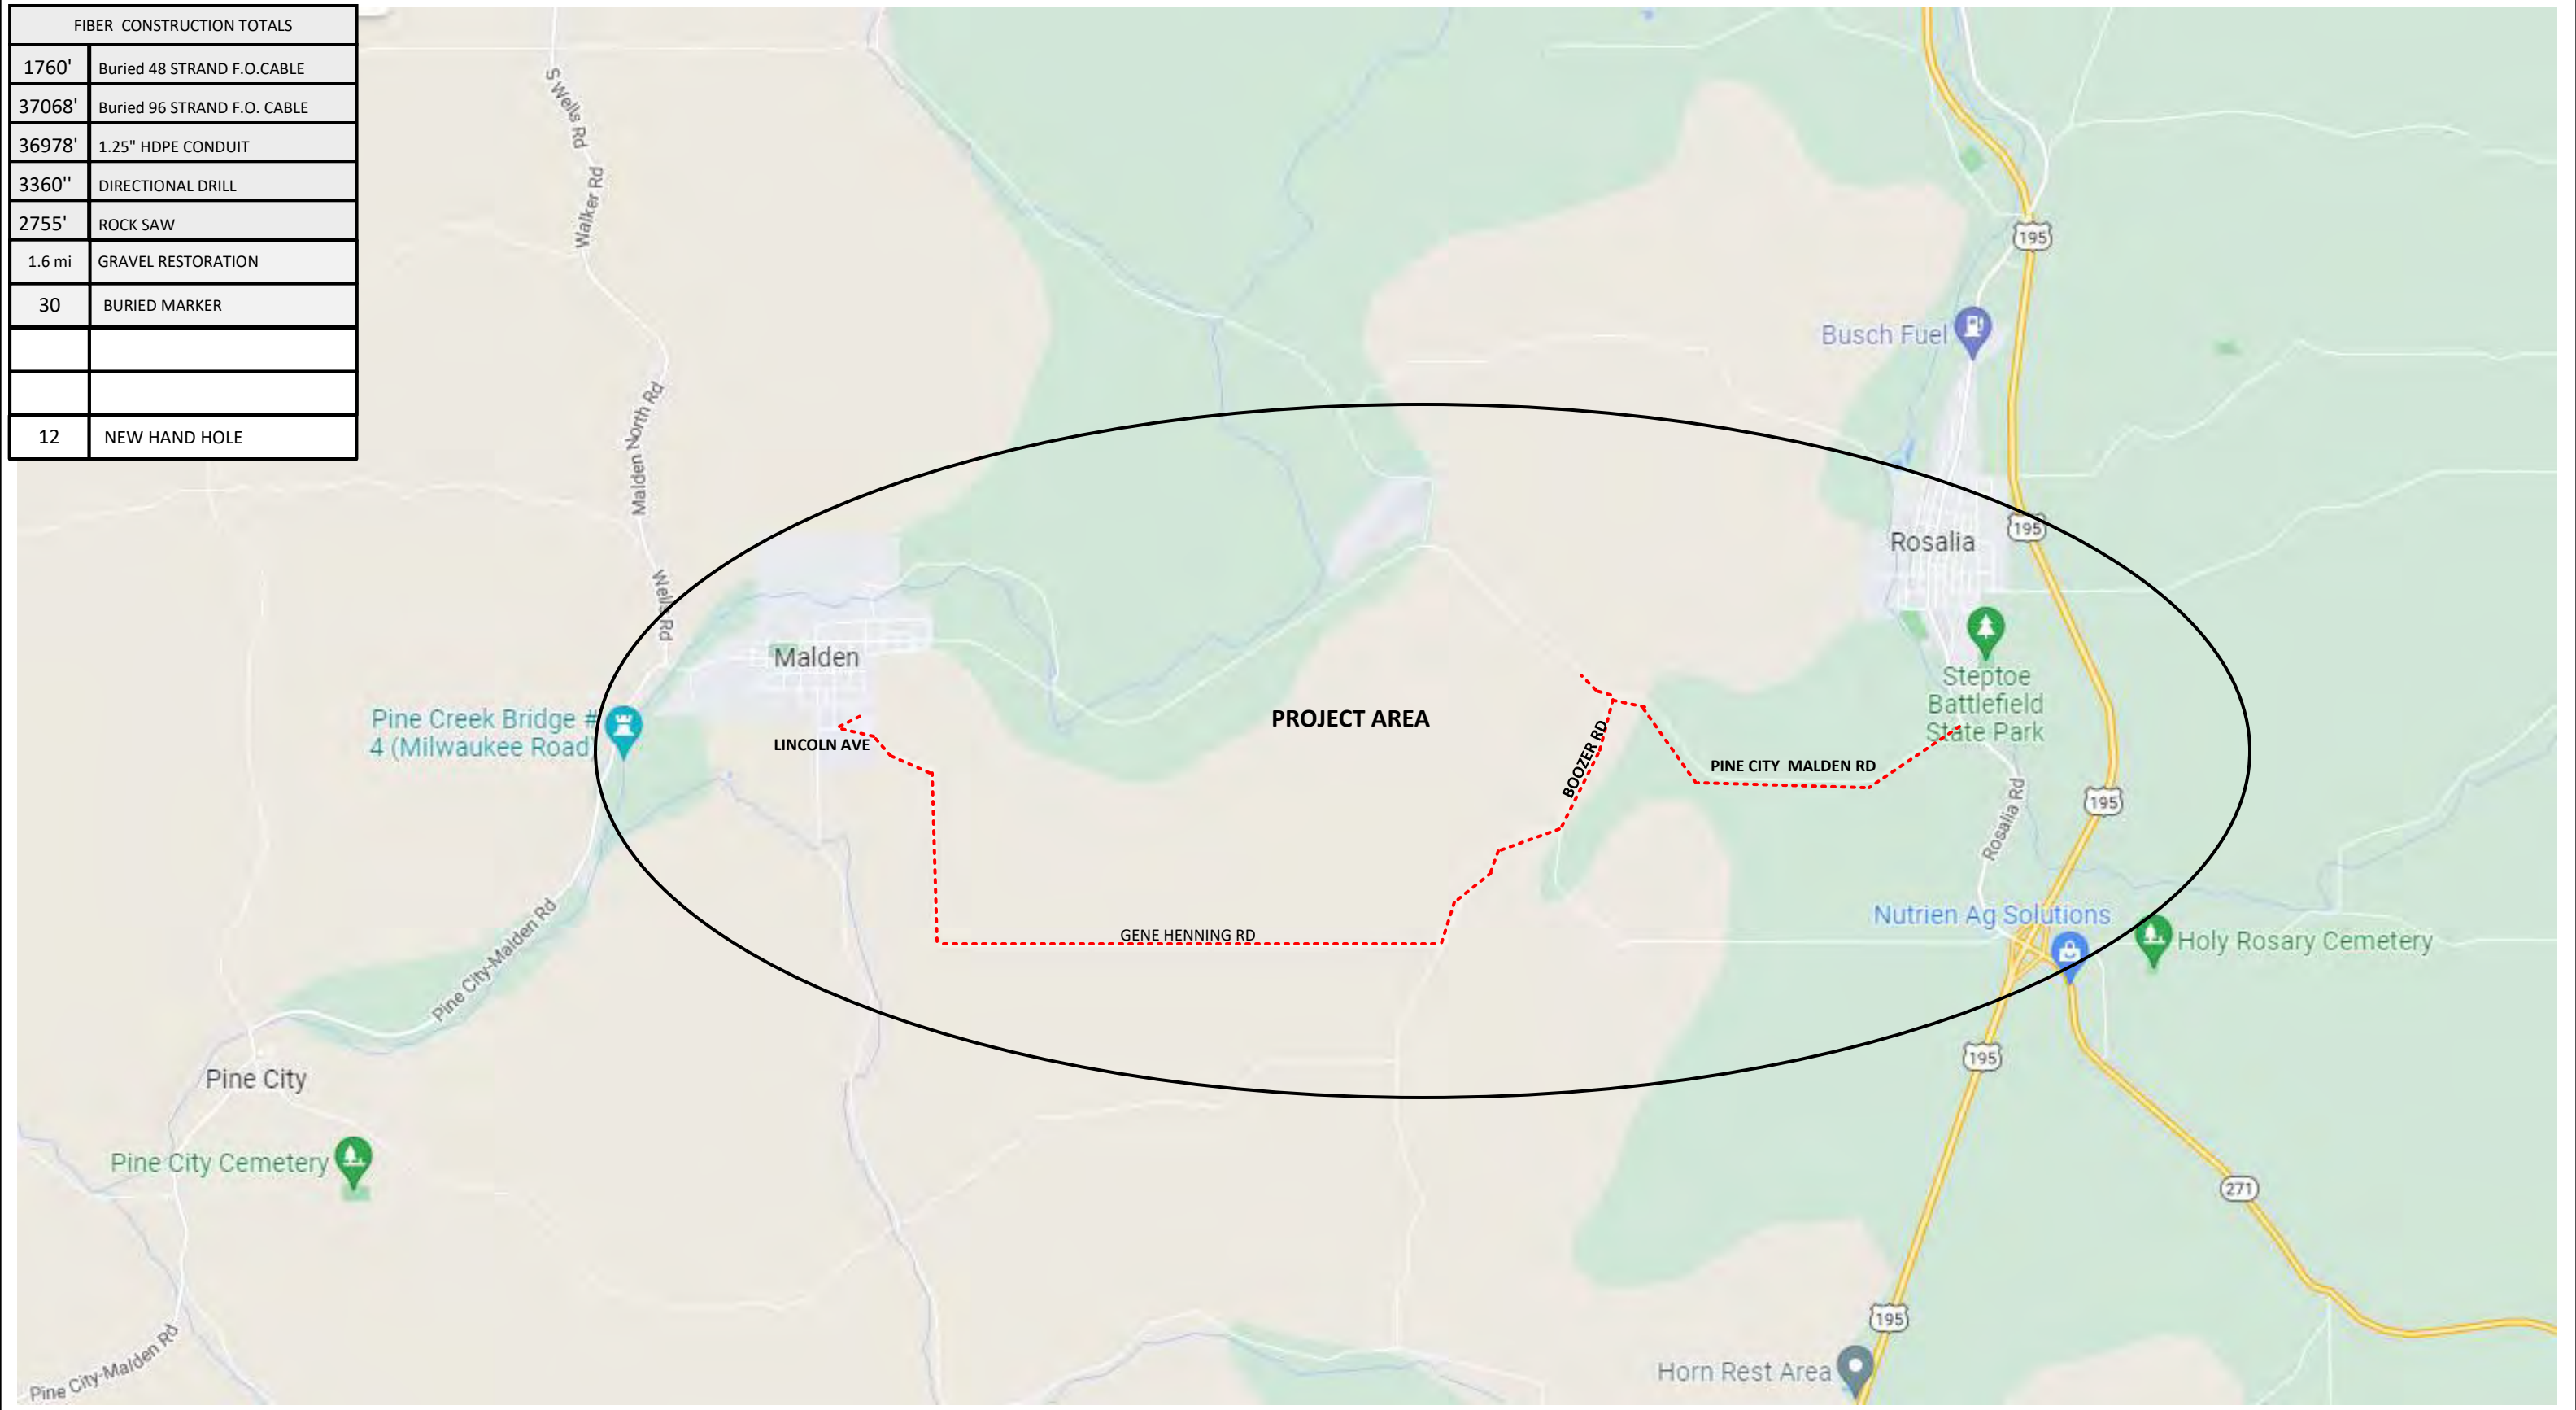 FIBER CONSTRUCTION TOTALS
1760' Buried 48 STRAND F.O.CABLE
37068' Buried 96 STRAND F.O. CABLE
36978' 1.25" HDPE CONDUIT
3360'' DIRECTIONAL DRILL
2755' ROCK SAW
1.6 mi GRAVEL RESTORATION
30 BURIED MARKER
12 NEW HAND HOLE
S Wells Rd
Walker Rd
Malden North Rd
Wells Rd
195
Busch Fuel
Rosalia
195
Malden
Steptoe
Battlefield
State Park
Pine Creek Bridge #
4 (Milwaukee Road)
LINCOLN AVE
PROJECT AREA
BOOZER RD
PINE CITY MALDEN RD
Rosalia Rd
195
Nutrien Ag Solutions
Holy Rosary Cemetery
GENE HENNING RD
Pine City-Malden Rd
195
Pine City
Pine City Cemetery
271
195
Horn Rest Area
Pine City-Malden Rd